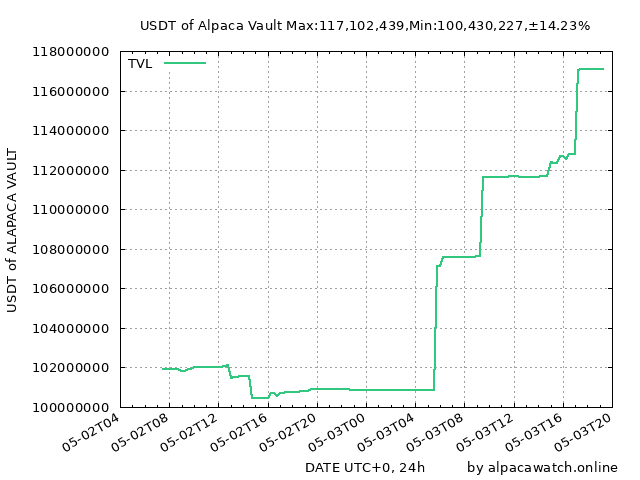 USDT of Alpaca Vault Max:117,102,439,Min:100,430,227,±14.23%
TVL
118000000
116000000
114000000
112000000
110000000
108000000
106000000
104000000
102000000
100000000
USDT of ALAPACA VAULT
05-02T04
05-02T08
05-02T12
05-02T16
05-02T20
05-03T00
05-03T04
05-03T08
05-03T12
05-03T16
05-03T20
DATE UTC+0, 24h
by alpacawatch.online